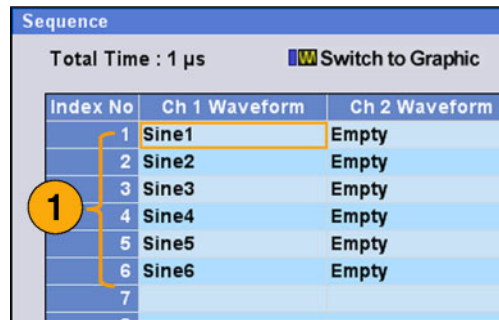 Sequence
Total Time : 1 µs Switch to Graphic
Index No Ch 1 Waveform Ch 2 Waveform
1 Sine1 Empty
2 Sine2 Empty
3 Sine3 Empty
1
4 Sine4 Empty
5 Sine5 Empty
6 Sine6 Empty
7